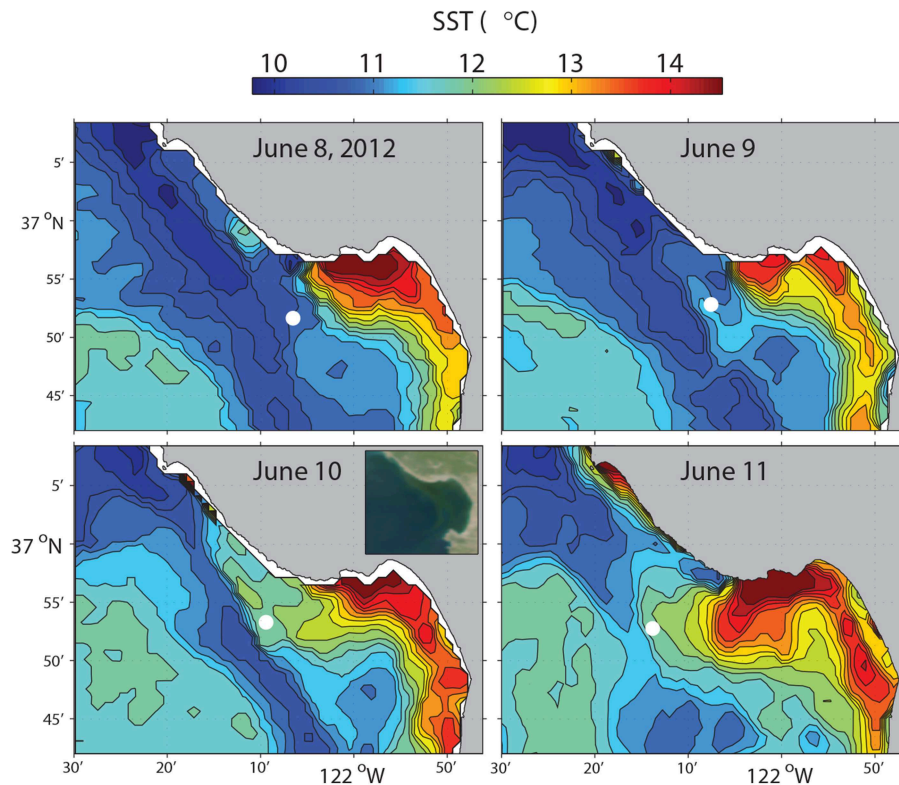 SST ( °C)
10 11 12 13 14
June 8, 2012
June 9
5′
37 °N
55′
50′
45′
June 10
June 11
5′
37 °N
55′
50′
45′
30′ 20′ 10′ 122 °W 50′
30′ 20′ 10′ 122 °W 50′